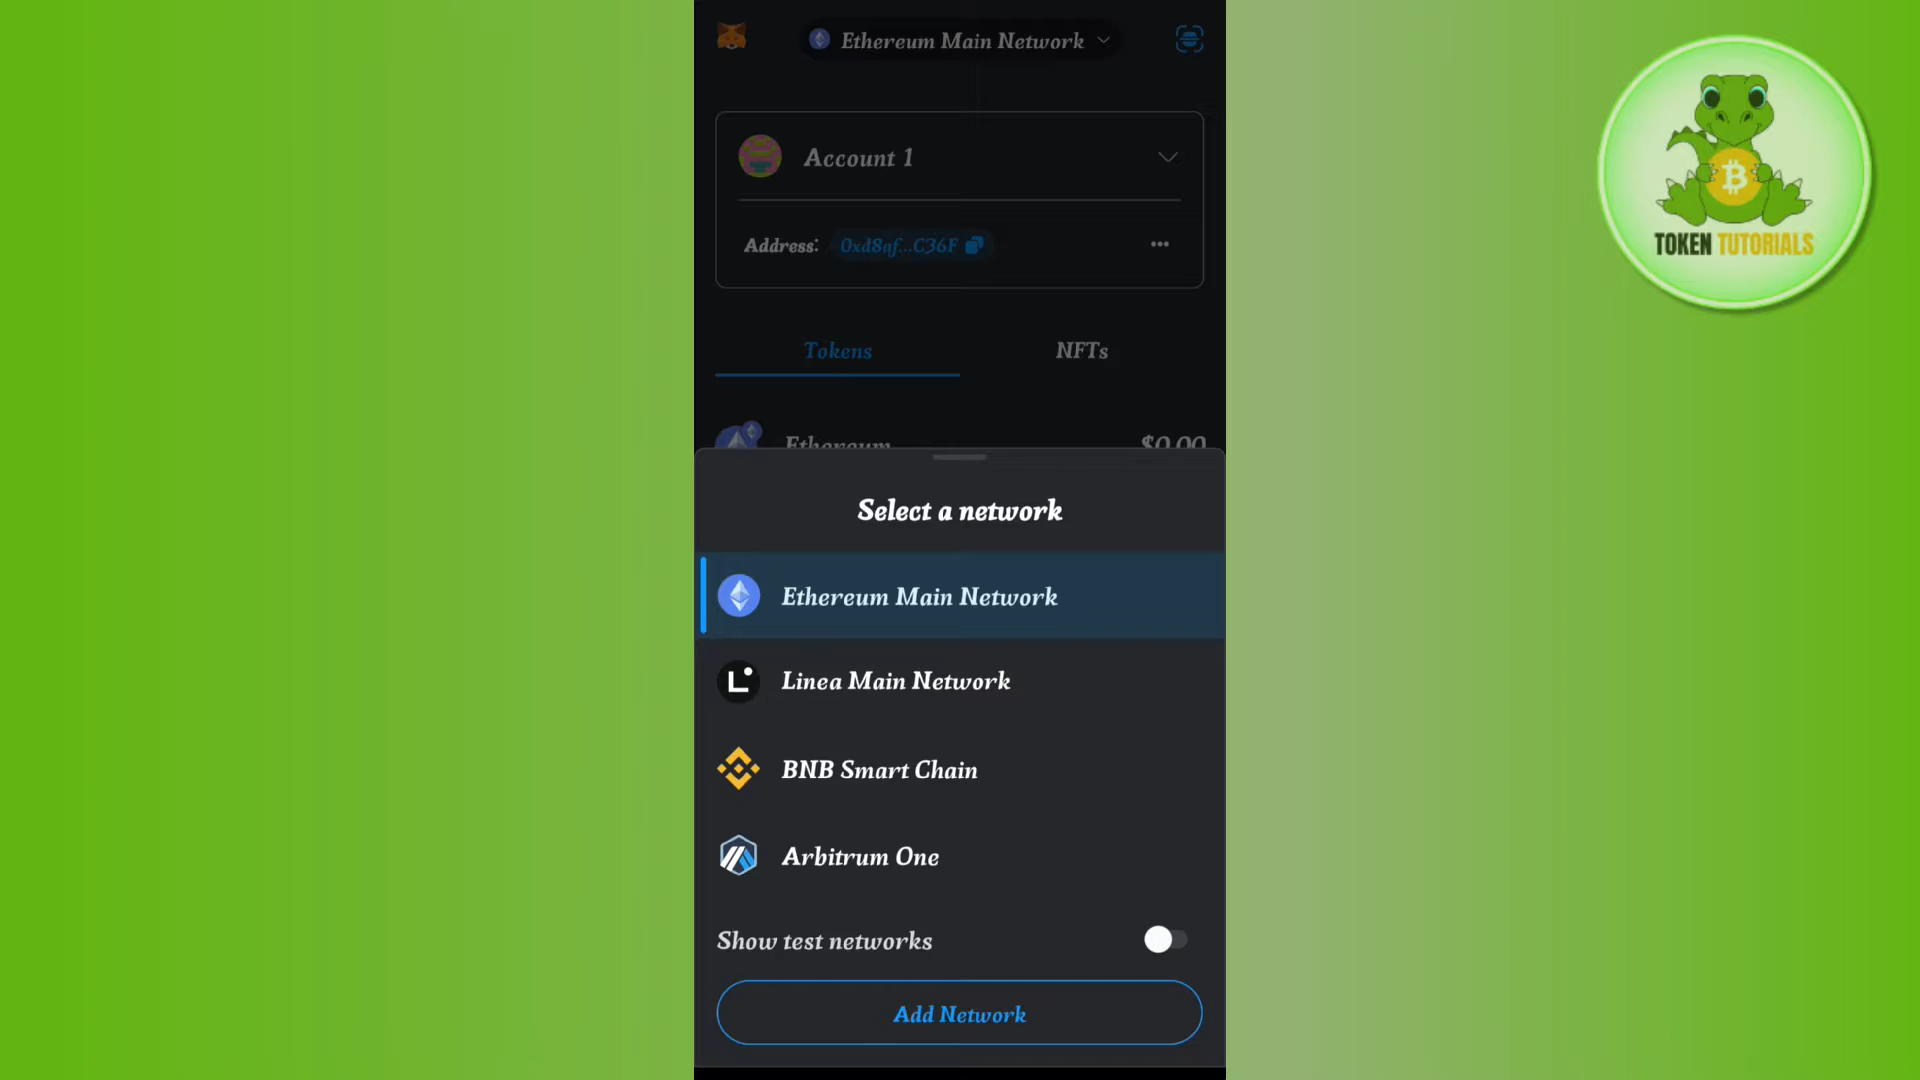 Ethereum Main Network
Account 1
Address: 0xd8af...C36F
Tokens NFTs
Ethereum $0.00
Select a network
Ethereum Main Network
Linea Main Network
BNB Smart Chain
Arbitrum One
Show test networks
Add Network
TOKEN TUTORIALS